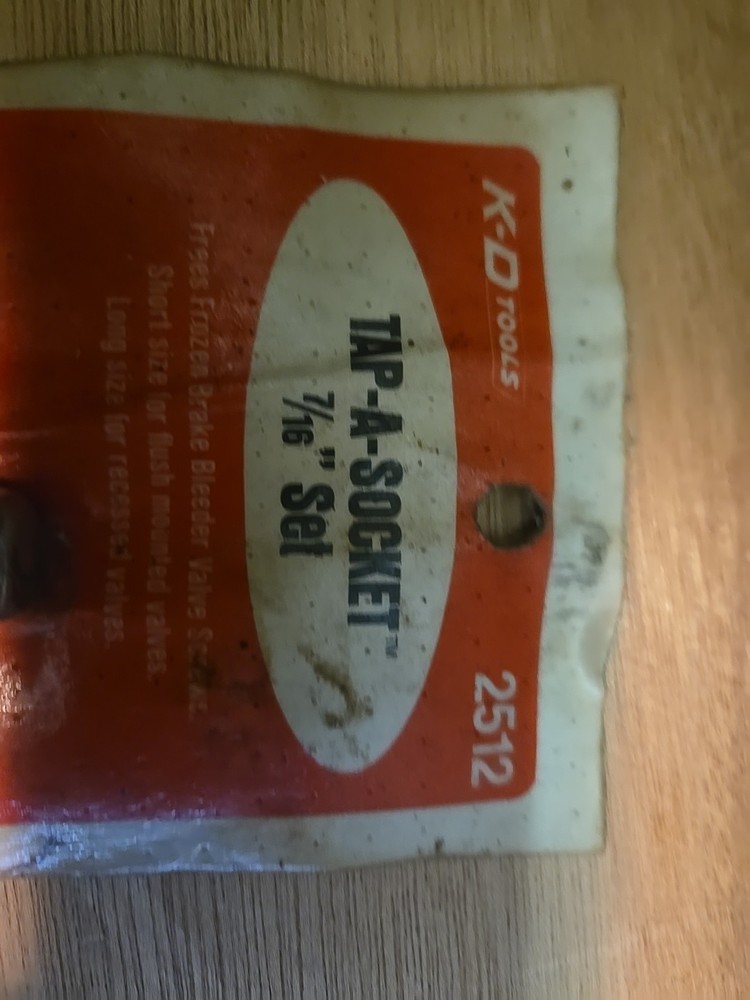 K-D TOOLS
2512
TAP-A-SOCKET™
7/16" Set
Frees Frozen Brake Bleeder Valve
Short size for flush mounted valves.
Long size for recessed valves.